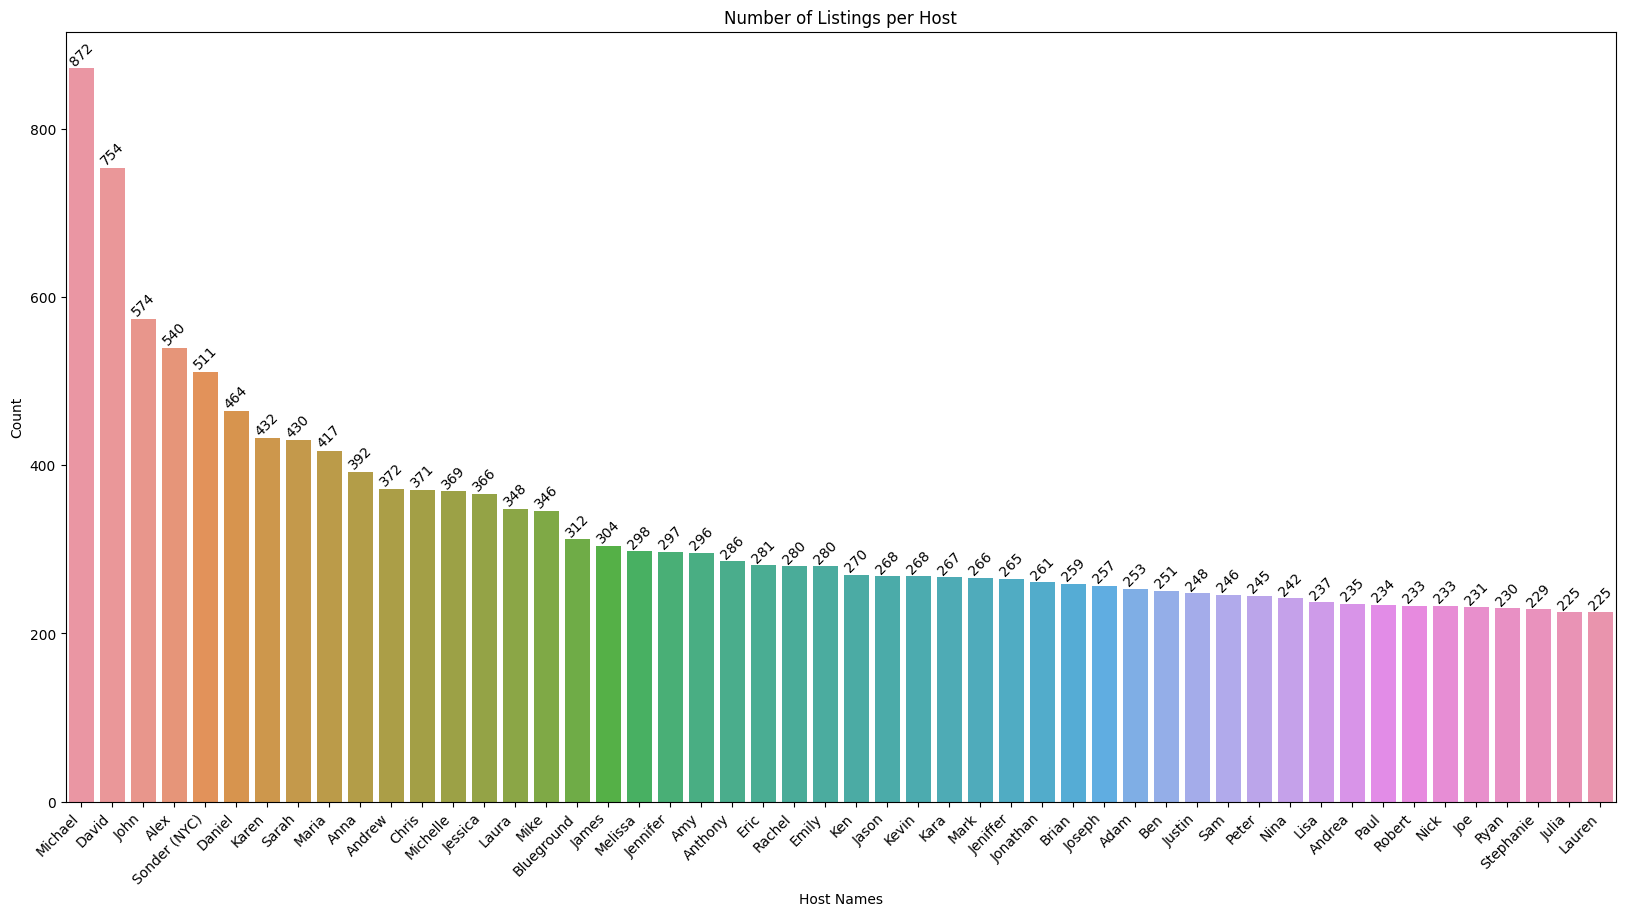 Number of Listings per Host
Count
800
600
400
200
0
872
754
574
540
511
464
432
430
417
392
372
371
369
366
348
346
312
304
298
297
296
286
281
280
280
270
268
268
267
266
265
261
259
257
253
251
248
246
245
242
237
235
234
233
233
231
230
229
225
225
Michael
David
John
Alex
Sonder (NYC)
Daniel
Karen
Sarah
Maria
Anna
Andrew
Chris
Michelle
Jessica
Laura
Mike
Blueground
James
Melissa
Jennifer
Amy
Anthony
Eric
Rachel
Emily
Ken
Jason
Kevin
Kara
Mark
Jeniffer
Jonathan
Brian
Joseph
Adam
Ben
Justin
Sam
Peter
Nina
Lisa
Andrea
Paul
Robert
Nick
Joe
Ryan
Stephanie
Julia
Lauren
Host Names